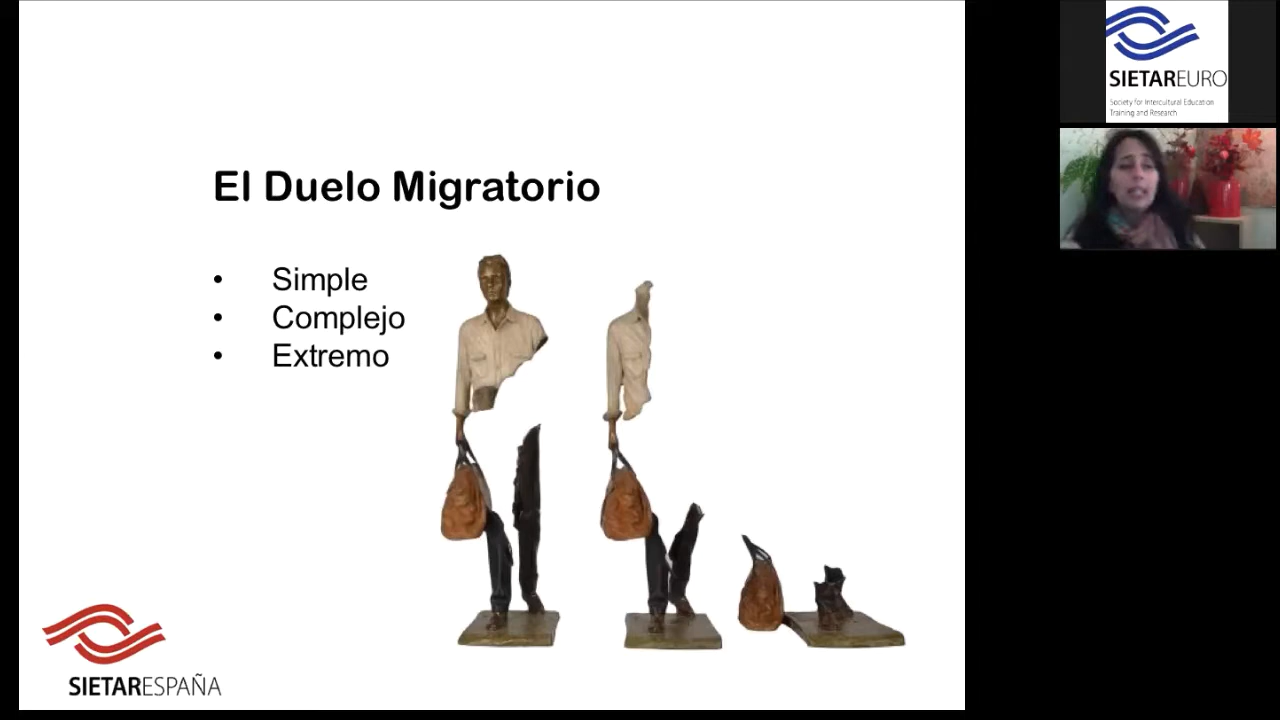 El Duelo Migratorio
• Simple
• Complejo
• Extremo
SIETARESPAÑA
SIETAREURO
Society for Intercultural Education
Training and Research